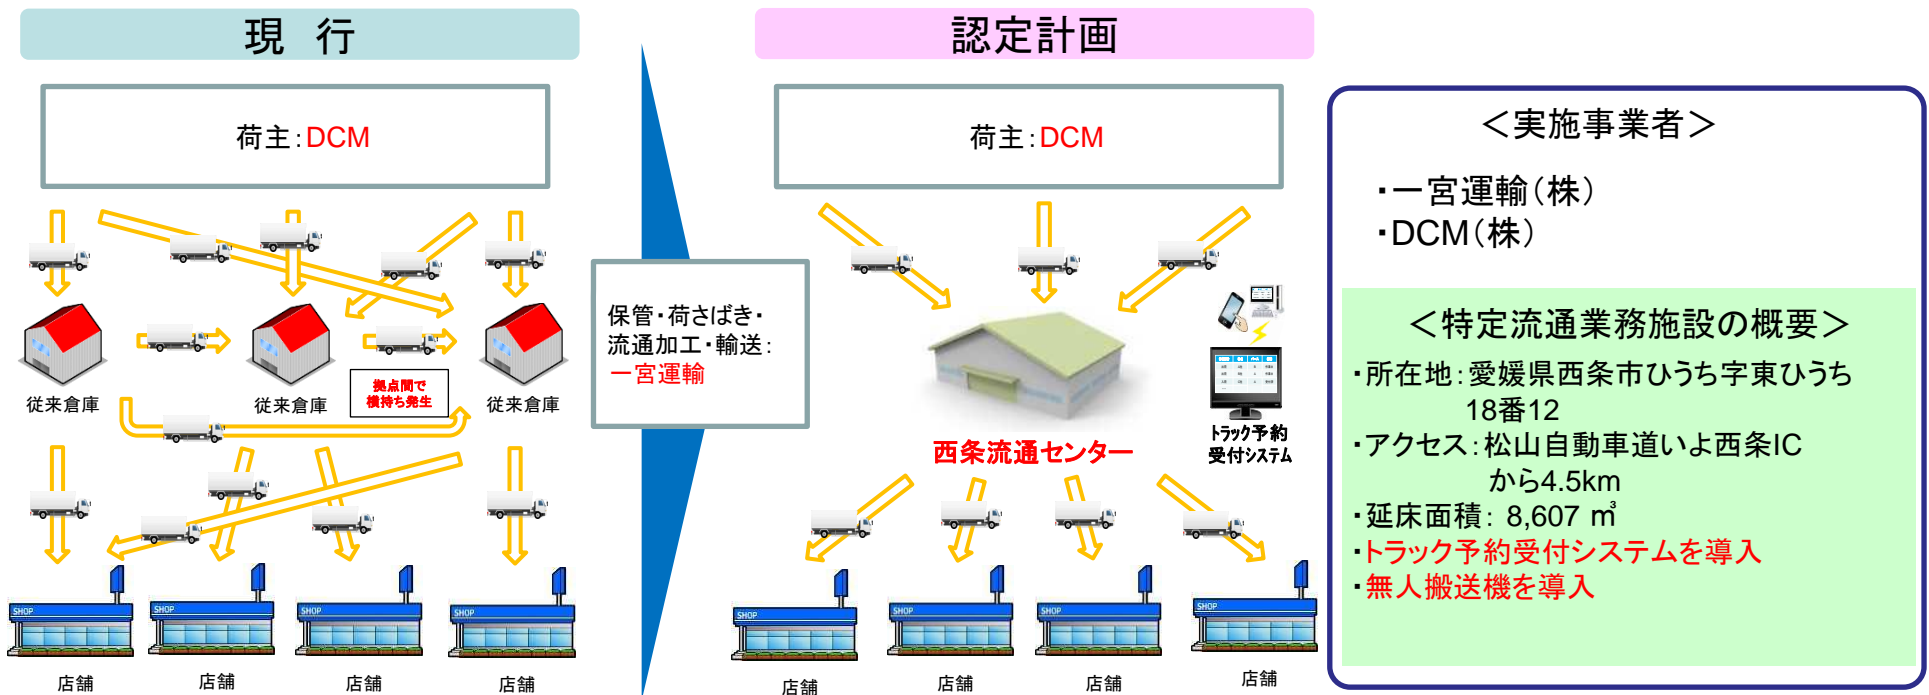 現 行
荷主：DCM
従来倉庫
従来倉庫
拠点間で
横持ち発生
従来倉庫
SHOP
SHOP
SHOP
SHOP
店舗
店舗
店舗
店舗
保管・荷さばき・
流通加工・輸送：
一宮運輸
認定計画
荷主：DCM
西条流通センター
トラック予約
受付システム
SHOP
SHOP
SHOP
SHOP
店舗
店舗
店舗
店舗
＜実施事業者＞
・一宮運輸（株）
・DCM（株）
＜特定流通業務施設の概要＞
・所在地：愛媛県西条市ひうち字東ひうち
18番12
・アクセス：松山自動車道いよ西条IC
から4.5km
・延床面積： 8,607 ㎡
・トラック予約受付システムを導入
・無人搬送機を導入